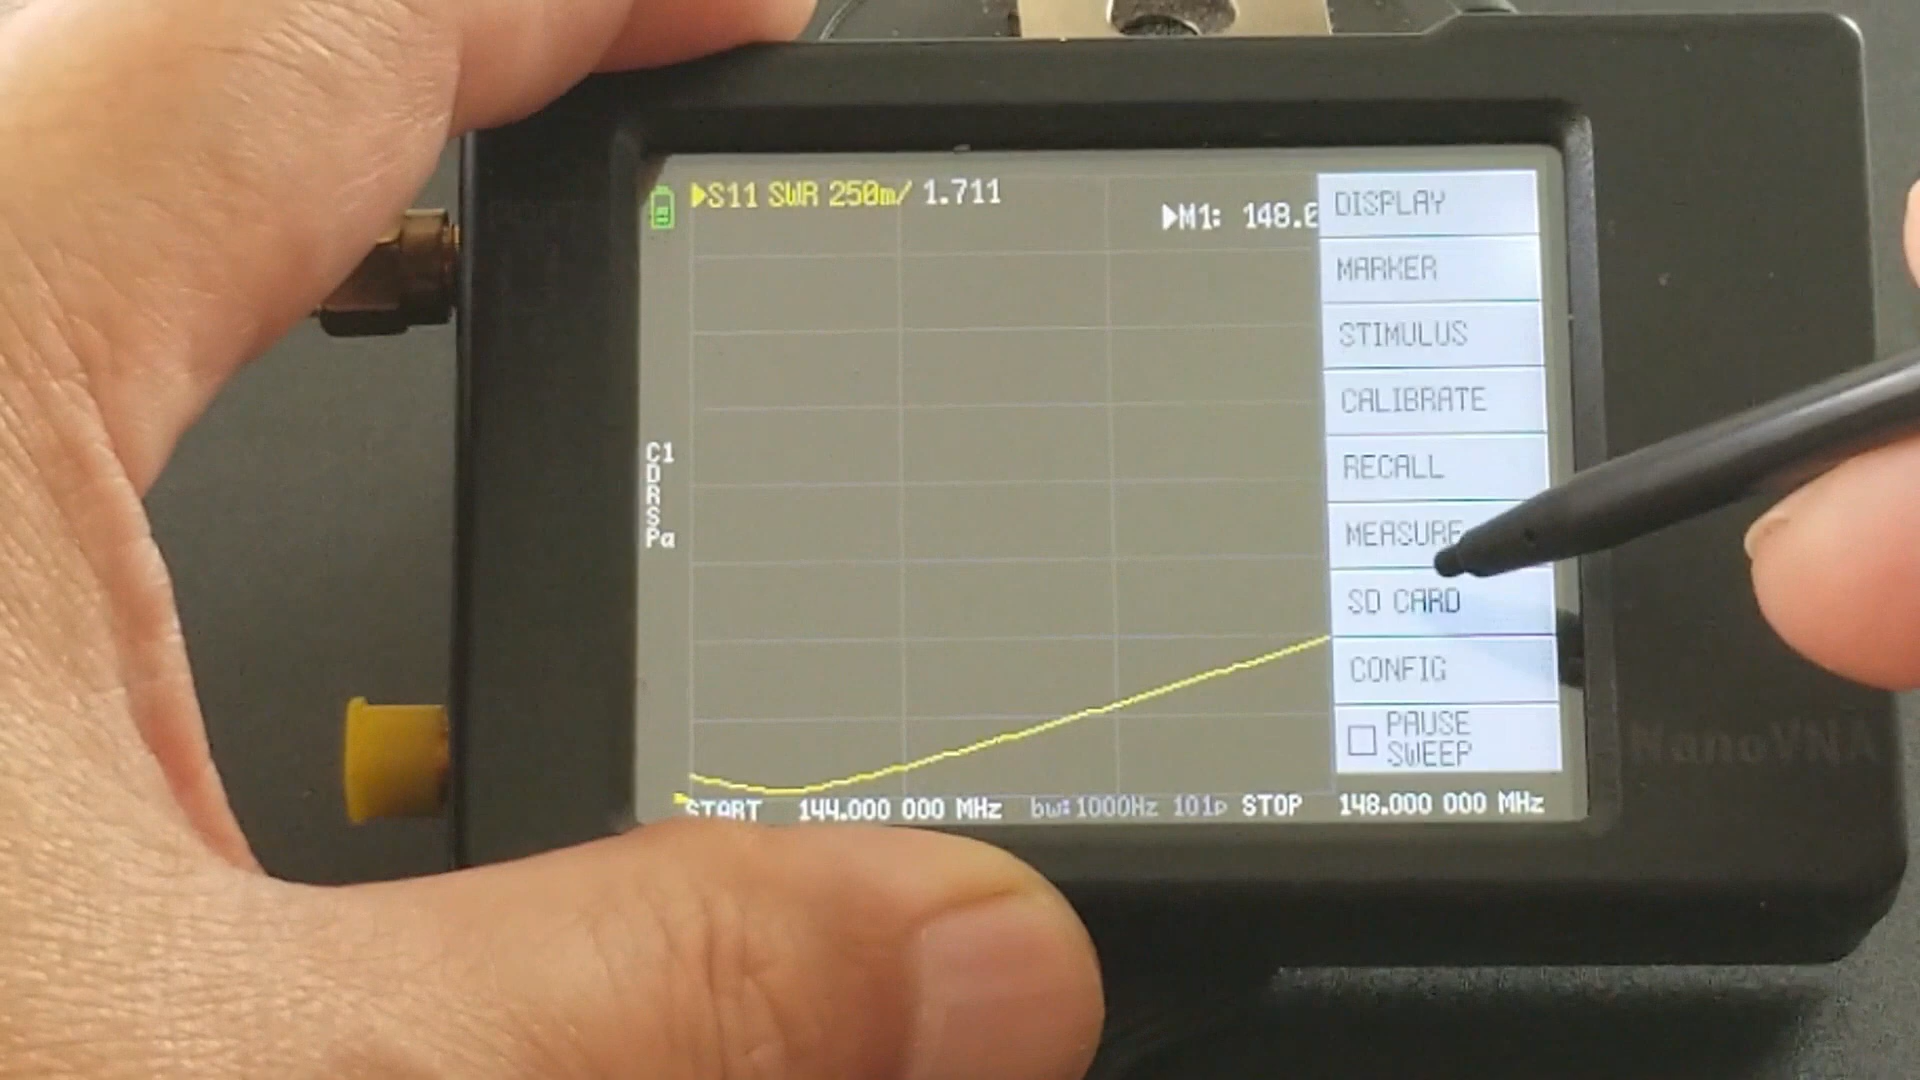 ▶S11 SWR 250m/ 1.711
▶M1: 148.0
DISPLAY
MARKER
STIMULUS
CALIBRATE
RECALL
MEASURE
SD CARD
CONFIG
PAUSE
SWEEP
C1
D
R
S
Pa
START 144.000 000 MHz bw:1000Hz 101p STOP 148.000 000 MHz
NanoVNA